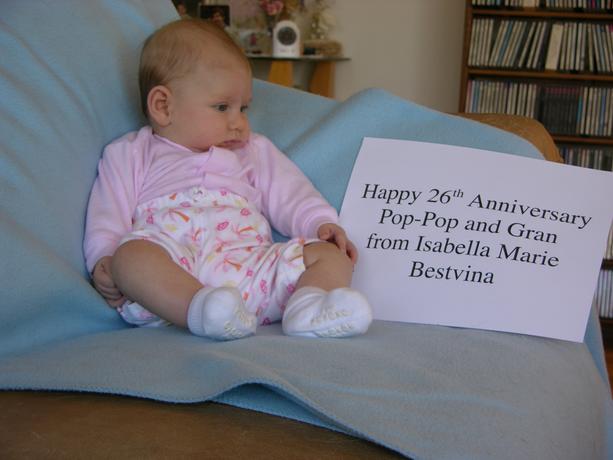 Happy 26th Anniversary
Pop-Pop and Gran
from Isabella Marie
Bestvina